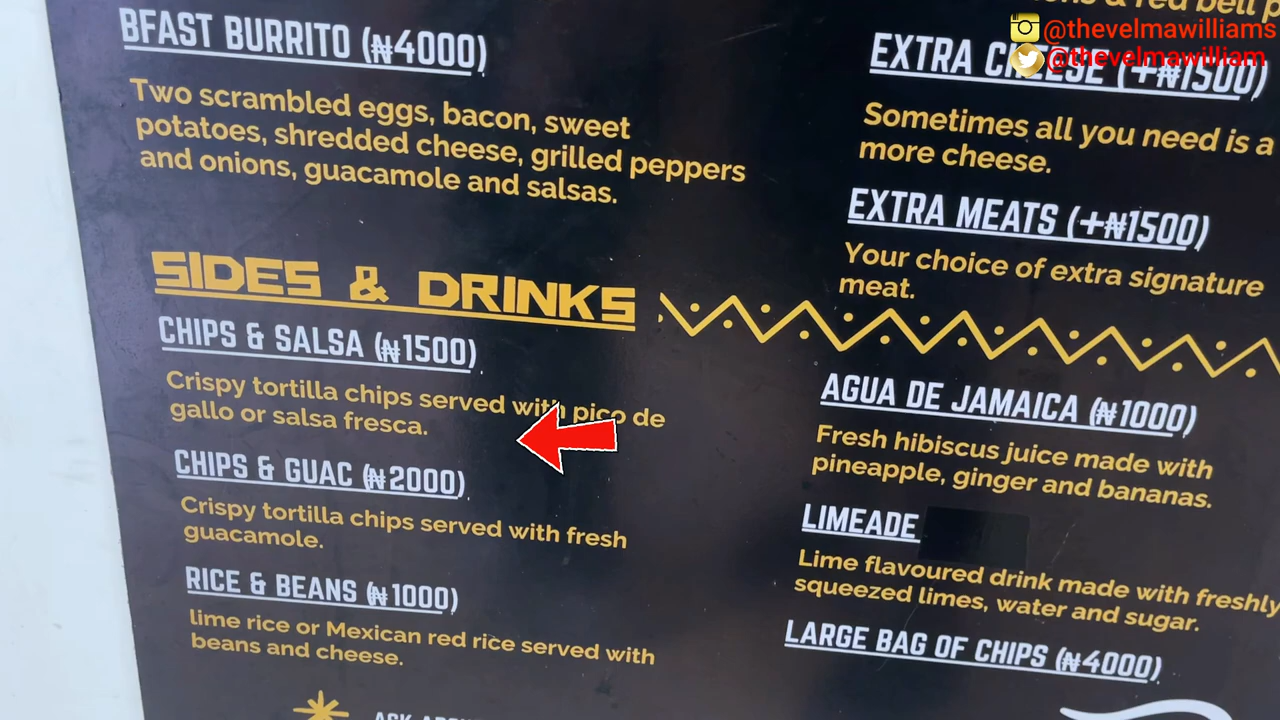 BFAST BURRITO (₦4000)
Two scrambled eggs, bacon, sweet
potatoes, shredded cheese, grilled peppers
and onions, guacamole and salsas.
SIDES & DRINKS
CHIPS & SALSA (₦1500)
Crispy tortilla chips served with pico de
gallo or salsa fresca.
CHIPS & GUAC (₦2000)
Crispy tortilla chips served with fresh
guacamole.
RICE & BEANS (₦1000)
lime rice or Mexican red rice served with
beans and cheese.
& red bell
@thevelmawilliams
@thevelmawilliam
EXTRA CHEESE (+₦1500)
Sometimes all you need is a
more cheese.
EXTRA MEATS (+₦1500)
Your choice of extra signature
meat.
AGUA DE JAMAICA (₦1000)
Fresh hibiscus juice made with
pineapple, ginger and bananas.
LIMEADE
Lime flavoured drink made with freshly
squeezed limes, water and sugar.
LARGE BAG OF CHIPS (₦4000)